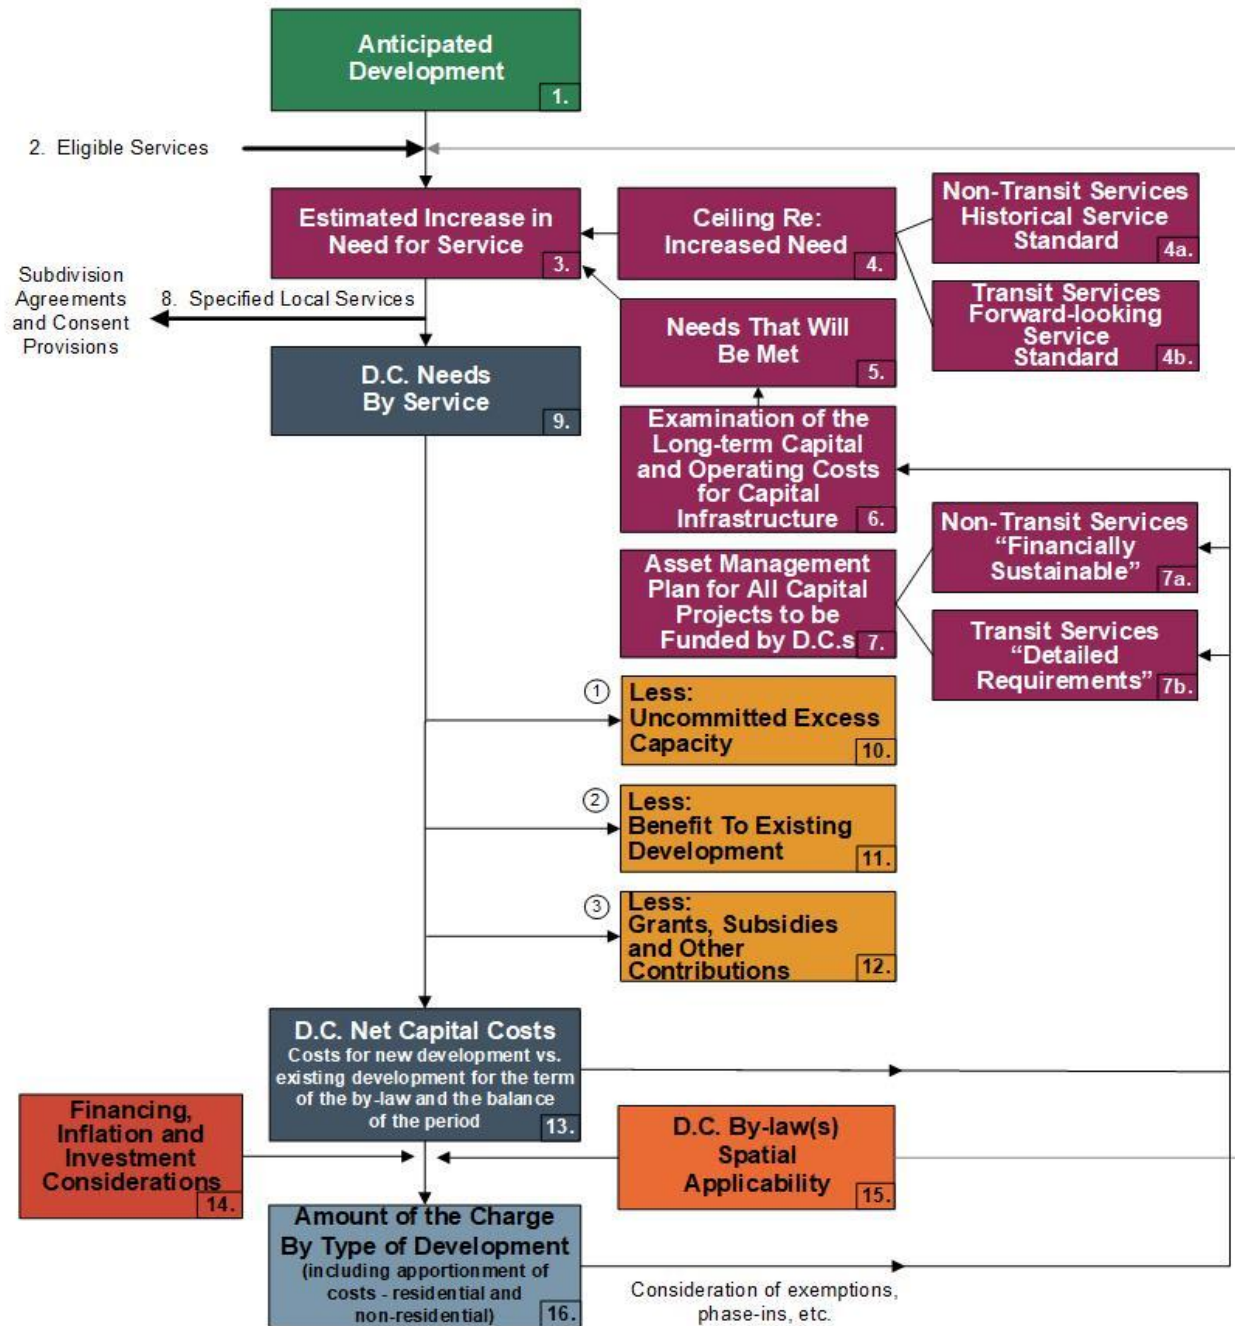 Anticipated
Development
1.
2. Eligible Services
Estimated Increase in
Need for Service
3.
Ceiling Re:
Increased Need
4.
Non-Transit Services
Historical Service
Standard
4a.
Transit Services
Forward-looking
Service
Standard
4b.
Subdivision
Agreements
and Consent
Provisions
8. Specified Local Services
Needs That Will
Be Met
5.
D.C. Needs
By Service
9.
Examination of the
Long-term Capital
and Operating Costs
for Capital
Infrastructure
6.
Asset Management
Plan for All Capital
Projects to be
Funded by D.C.s
7.
Non-Transit Services
“Financially
Sustainable”
7a.
Transit Services
“Detailed
Requirements”
7b.
1
Less:
Uncommitted Excess
Capacity
10.
2
Less:
Benefit To Existing
Development
11.
3
Less:
Grants, Subsidies
and Other
Contributions
12.
D.C. Net Capital Costs
Costs for new development vs.
existing development for the term
of the by-law and the balance
of the period
13.
Financing,
Inflation and
Investment
Considerations
14.
D.C. By-law(s)
Spatial
Applicability
15.
Amount of the Charge
By Type of Development
(including apportionment of
costs - residential and
non-residential)
16.
Consideration of exemptions,
phase-ins, etc.